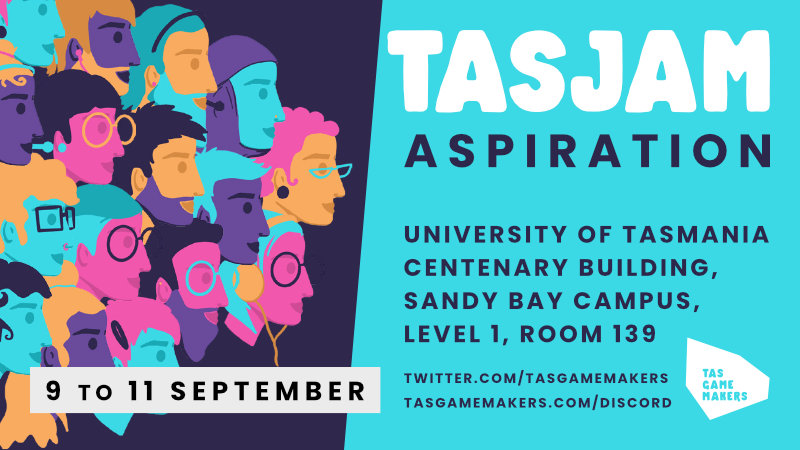 TASJAM
ASPIRATION
UNIVERSITY OF TASMANIA
CENTENARY BUILDING,
SANDY BAY CAMPUS,
LEVEL 1, ROOM 139
TWITTER.COM/TASGAMEMAKERS
TASGAMEMAKERS.COM/DISCORD
TAS
GAME
MAKERS
9 TO 11 SEPTEMBER